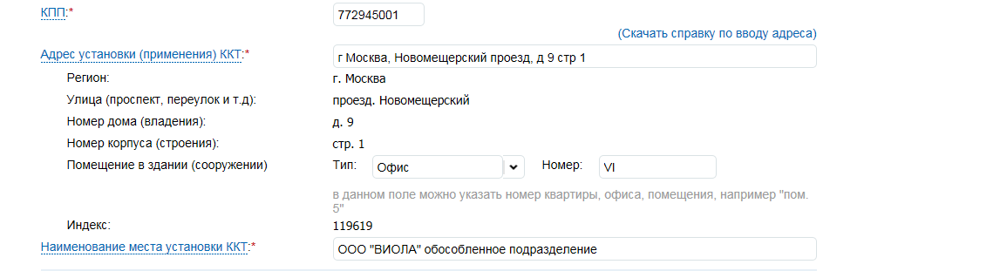 КПП:* 772945001
(Скачать справку по вводу адреса)
Адрес установки (применения) ККТ:* г Москва, Новомещерский проезд, д 9 стр 1
Регион: г. Москва
Улица (проспект, переулок и т.д): проезд. Новомещерский
Номер дома (владения): д. 9
Номер корпуса (строения): стр. 1
Помещение в здании (сооружении) Тип: Офис Номер: VI
в данном поле можно указать номер квартиры, офиса, помещения, например "пом.
5"
Индекс: 119619
Наименование места установки ККТ:* ООО "ВИОЛА" обособленное подразделение